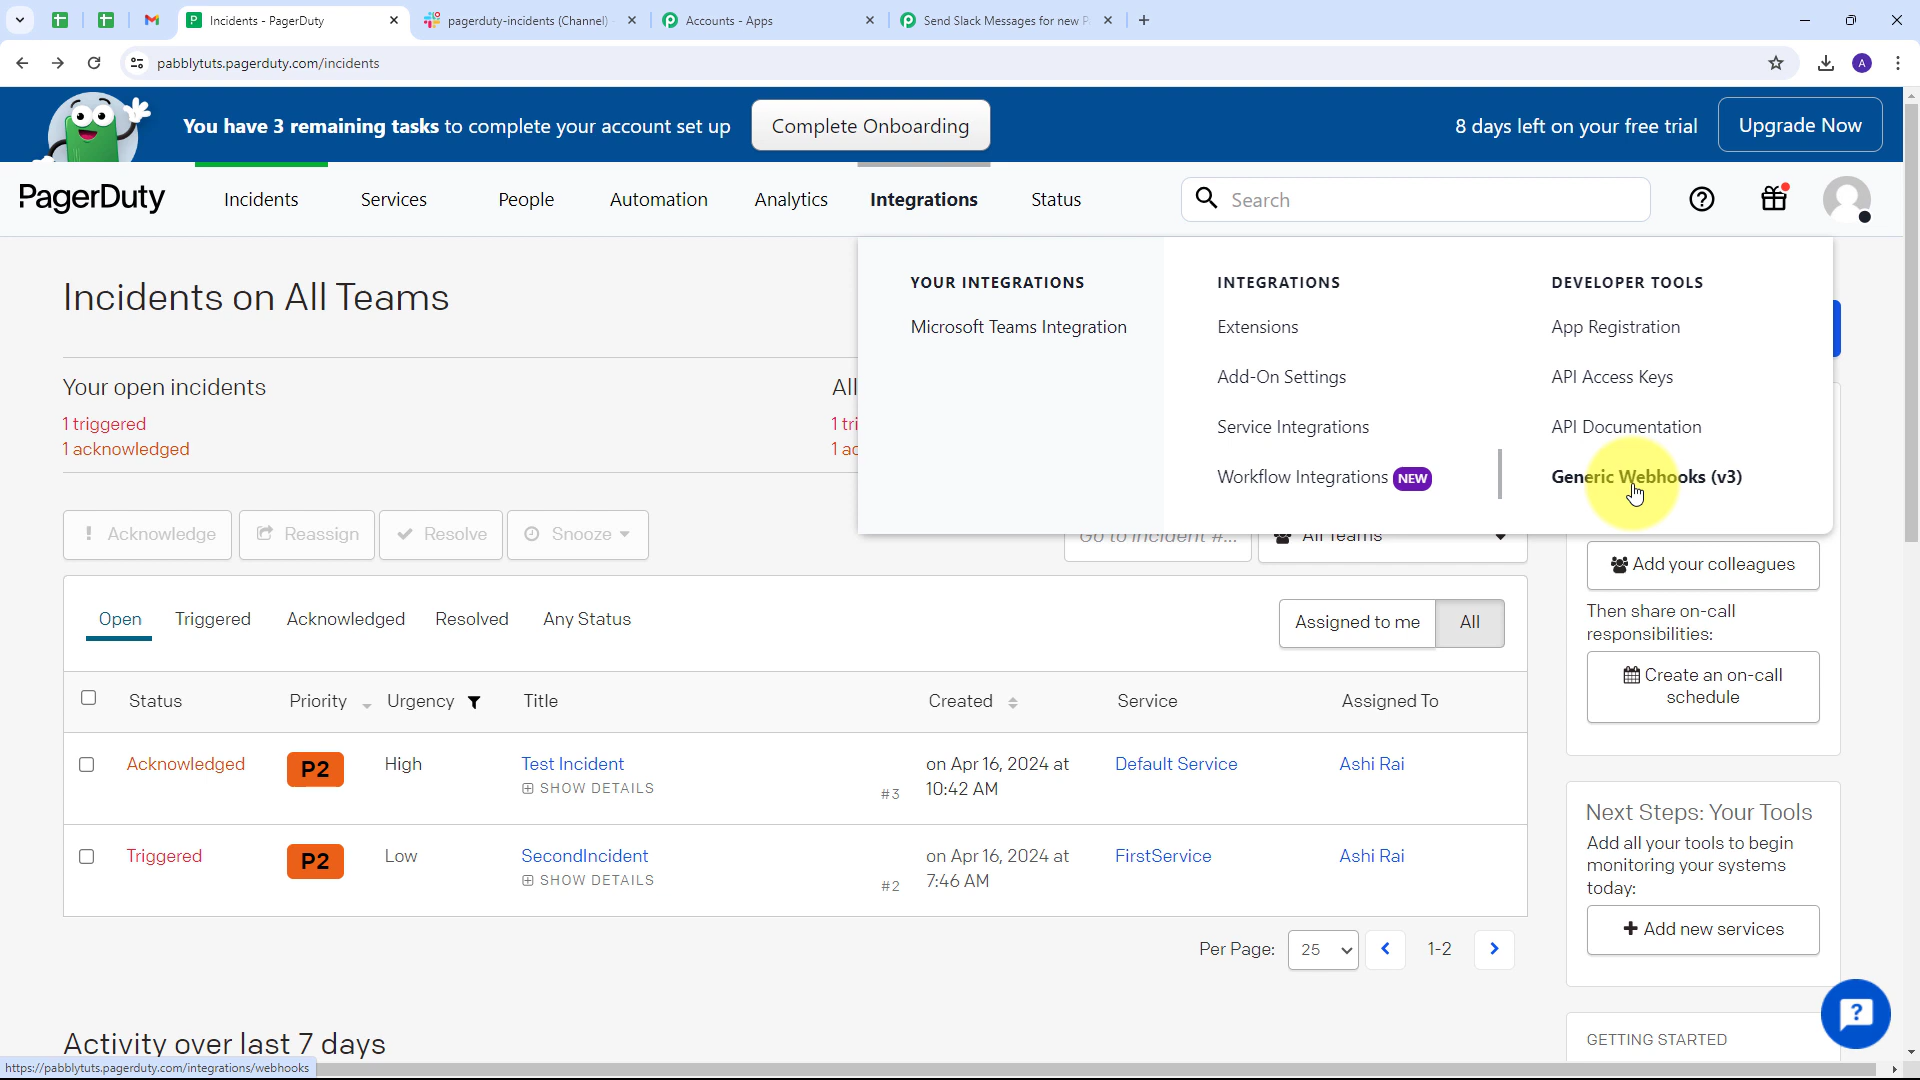 Incidents - PagerDuty
pagerduty-incidents (Channel)
Accounts - Apps
Send Slack Messages for new P
pabblytuts.pagerduty.com/incidents
A
You have 3 remaining tasks to complete your account set up
Complete Onboarding
8 days left on your free trial
Upgrade Now
PagerDuty
Incidents
Services
People
Automation
Analytics
Integrations
Status
Search
Incidents on All Teams
YOUR INTEGRATIONS
Microsoft Teams Integration
INTEGRATIONS
Extensions
Add-On Settings
Service Integrations
Workflow Integrations NEW
DEVELOPER TOOLS
App Registration
API Access Keys
API Documentation
Generic Webhooks (v3)
Your open incidents
1 triggered
1 acknowledged
All
1 tri
1 ac
Acknowledge
Reassign
Resolve
Snooze
Go to incident #...
All Teams
Open
Triggered
Acknowledged
Resolved
Any Status
Assigned to me
All
Status
Priority
Urgency
Title
Created
Service
Assigned To
Acknowledged
P2
High
Test Incident
SHOW DETAILS
#3
on Apr 16, 2024 at
10:42 AM
Default Service
Ashi Rai
Triggered
P2
Low
SecondIncident
SHOW DETAILS
#2
on Apr 16, 2024 at
7:46 AM
FirstService
Ashi Rai
Per Page:
25
1-2
Activity over last 7 days
Add your colleagues
Then share on-call
responsibilities:
Create an on-call
schedule
Next Steps: Your Tools
Add all your tools to begin
monitoring your systems
today:
+ Add new services
GETTING STARTED
https://pabblytuts.pagerduty.com/integrations/webhooks